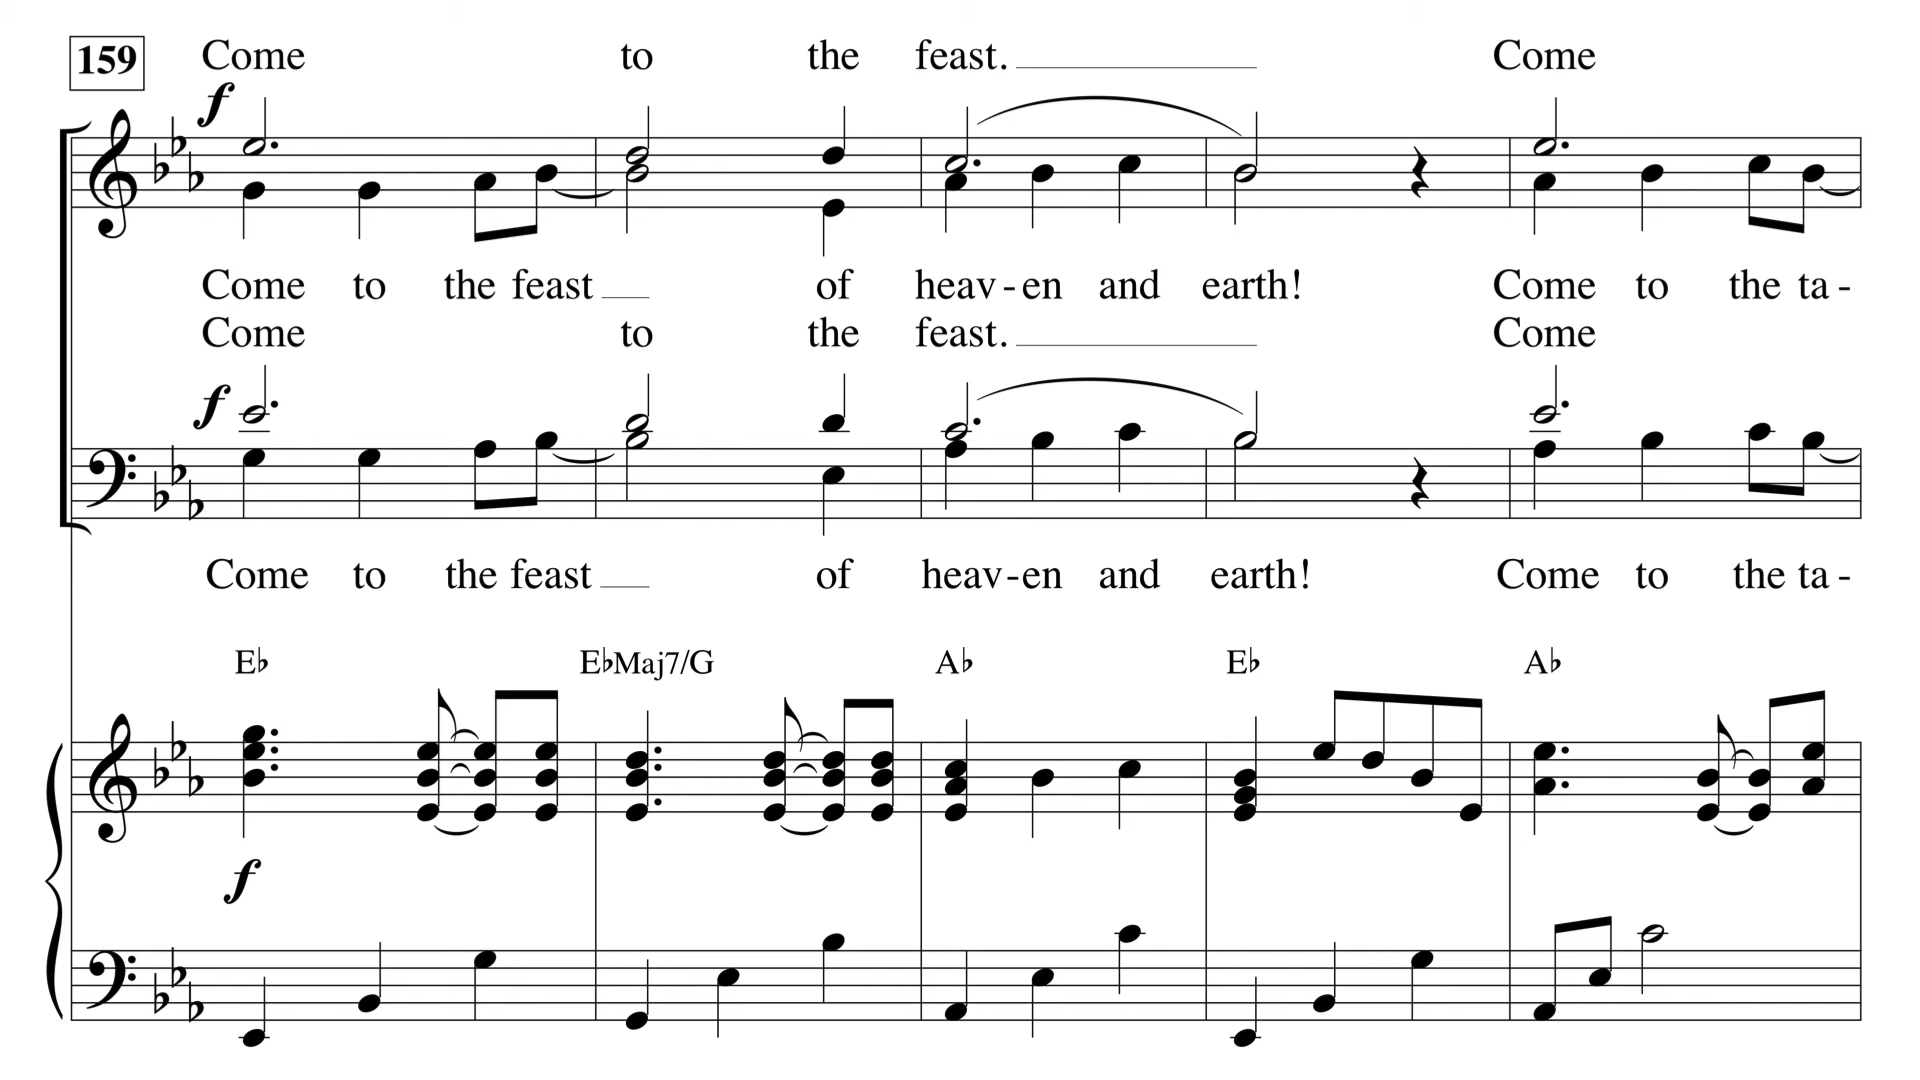 159 Come to the feast. Come
f
Come to the feast of heav-en and earth! Come to the ta-
Come to the feast. Come
f
Come to the feast of heav-en and earth! Come to the ta-
E♭ E♭Maj7/G A♭ E♭ A♭
f